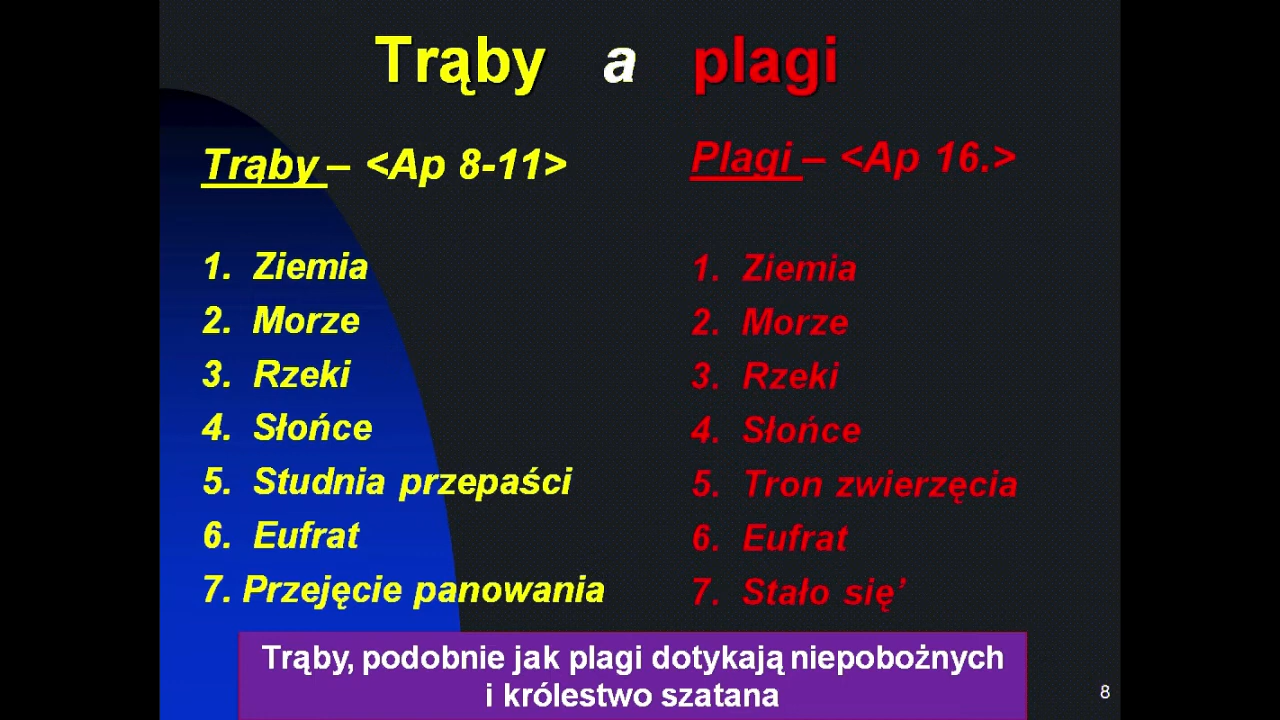 Trąby a plagi
Trąby – <Ap 8-11>
1. Ziemia
2. Morze
3. Rzeki
4. Słońce
5. Studnia przepaści
6. Eufrat
7. Przejęcie panowania
Plagi – <Ap 16.>
1. Ziemia
2. Morze
3. Rzeki
4. Słońce
5. Tron zwierzęcia
6. Eufrat
7. Stało się’
Trąby, podobnie jak plagi dotykają niepobożnych
i królestwo szatana
8